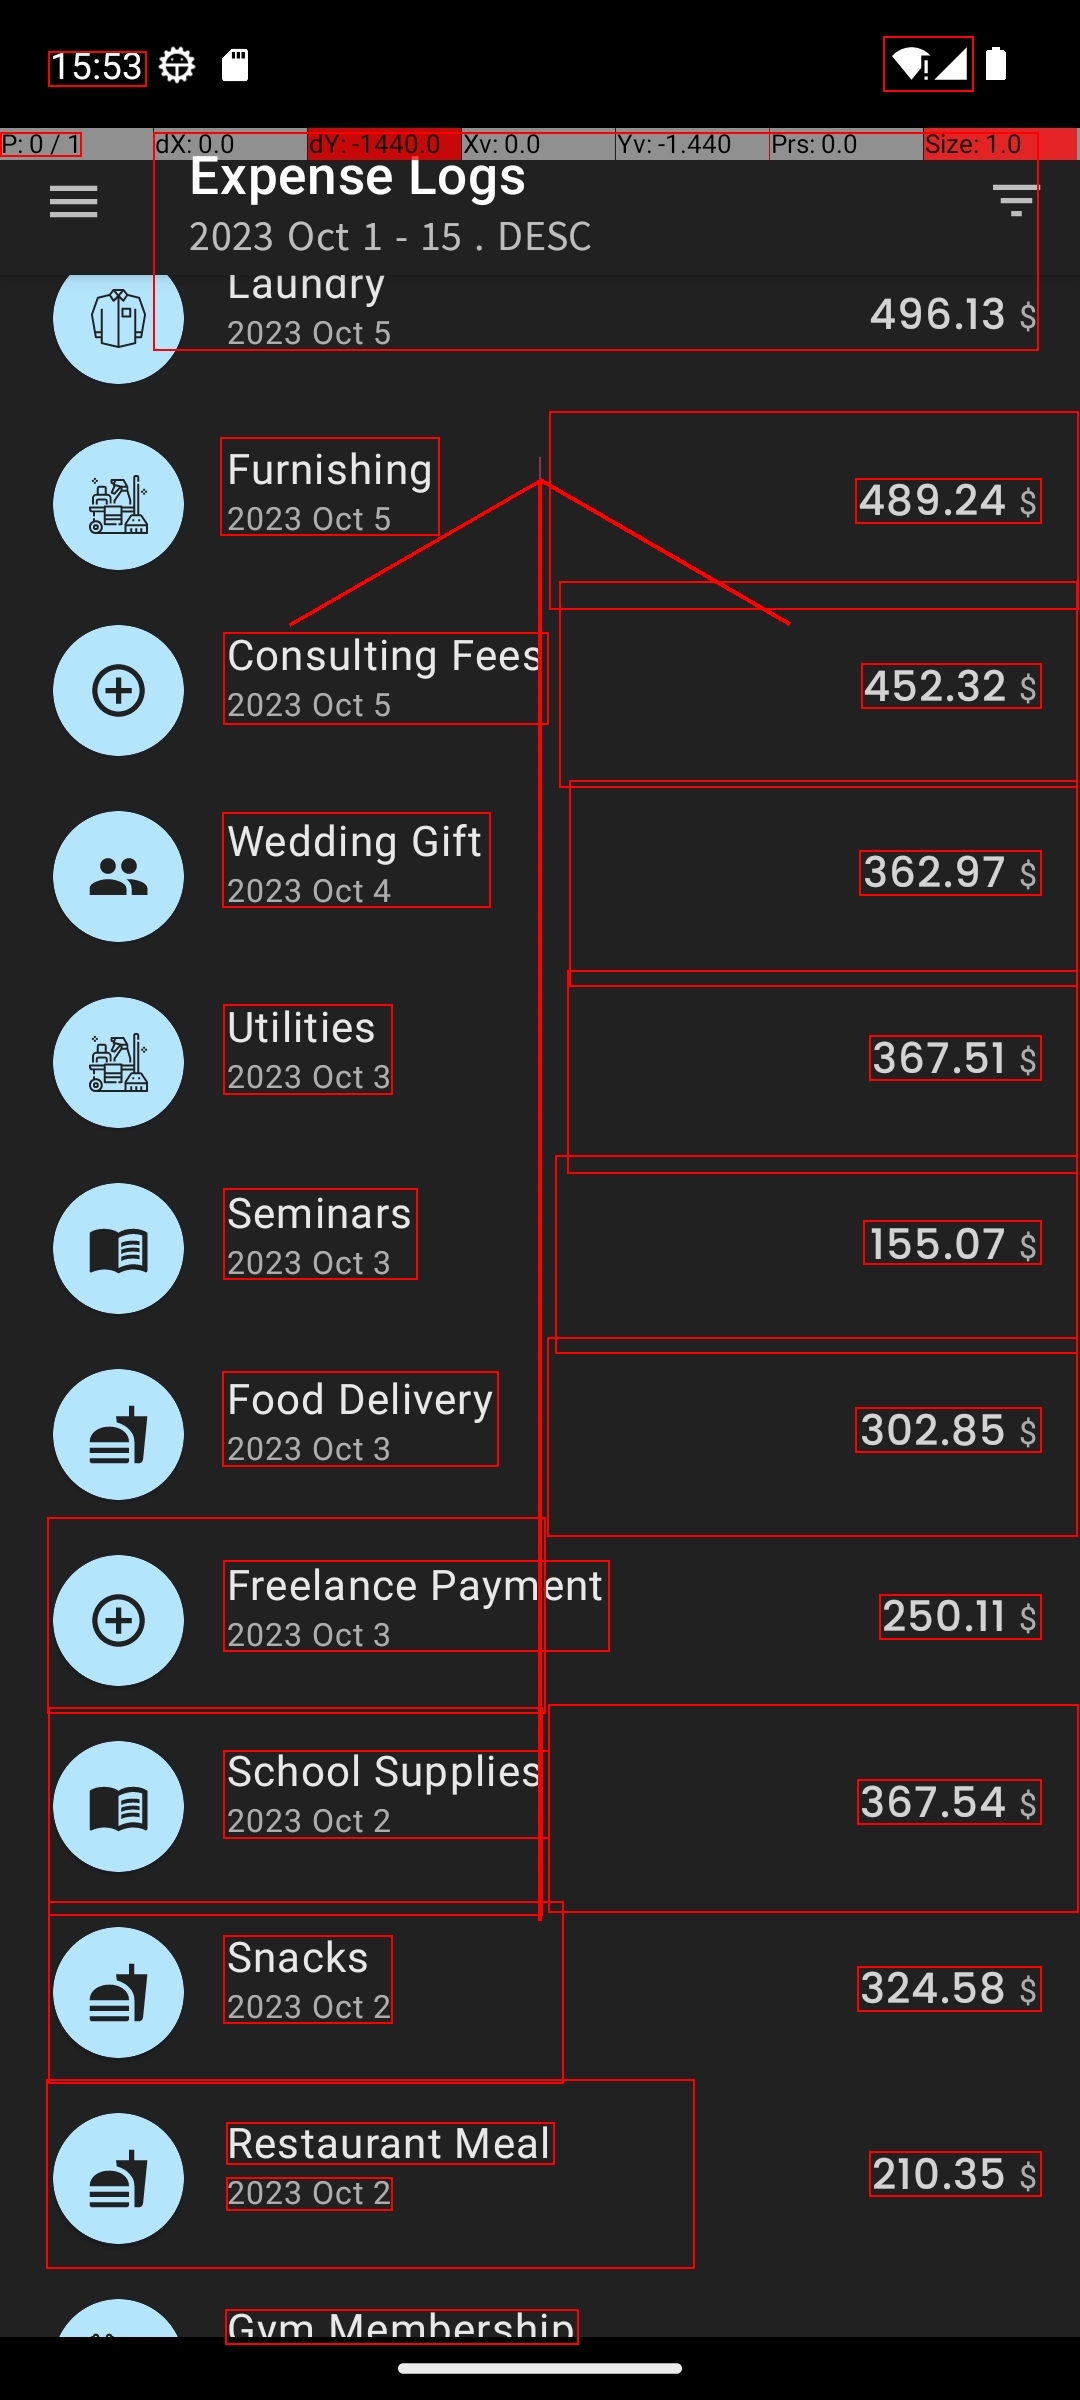 15:53
P: 0 / 1 dX: 0.0 dY: -1440.0 Xv: 0.0 Yv: -1.440 Prs: 0.0 Size: 1.0
Expense Logs
2023 Oct 1 - 15 . DESC
Laundry
2023 Oct 5
496.13 $
Furnishing
2023 Oct 5
489.24 $
Consulting Fees
2023 Oct 5
452.32 $
Wedding Gift
2023 Oct 4
362.97 $
Utilities
2023 Oct 3
367.51 $
Seminars
2023 Oct 3
155.07 $
Food Delivery
2023 Oct 3
302.85 $
Freelance Payment
2023 Oct 3
250.11 $
School Supplies
2023 Oct 2
367.54 $
Snacks
2023 Oct 2
324.58 $
Restaurant Meal
2023 Oct 2
210.35 $
Gym Membership